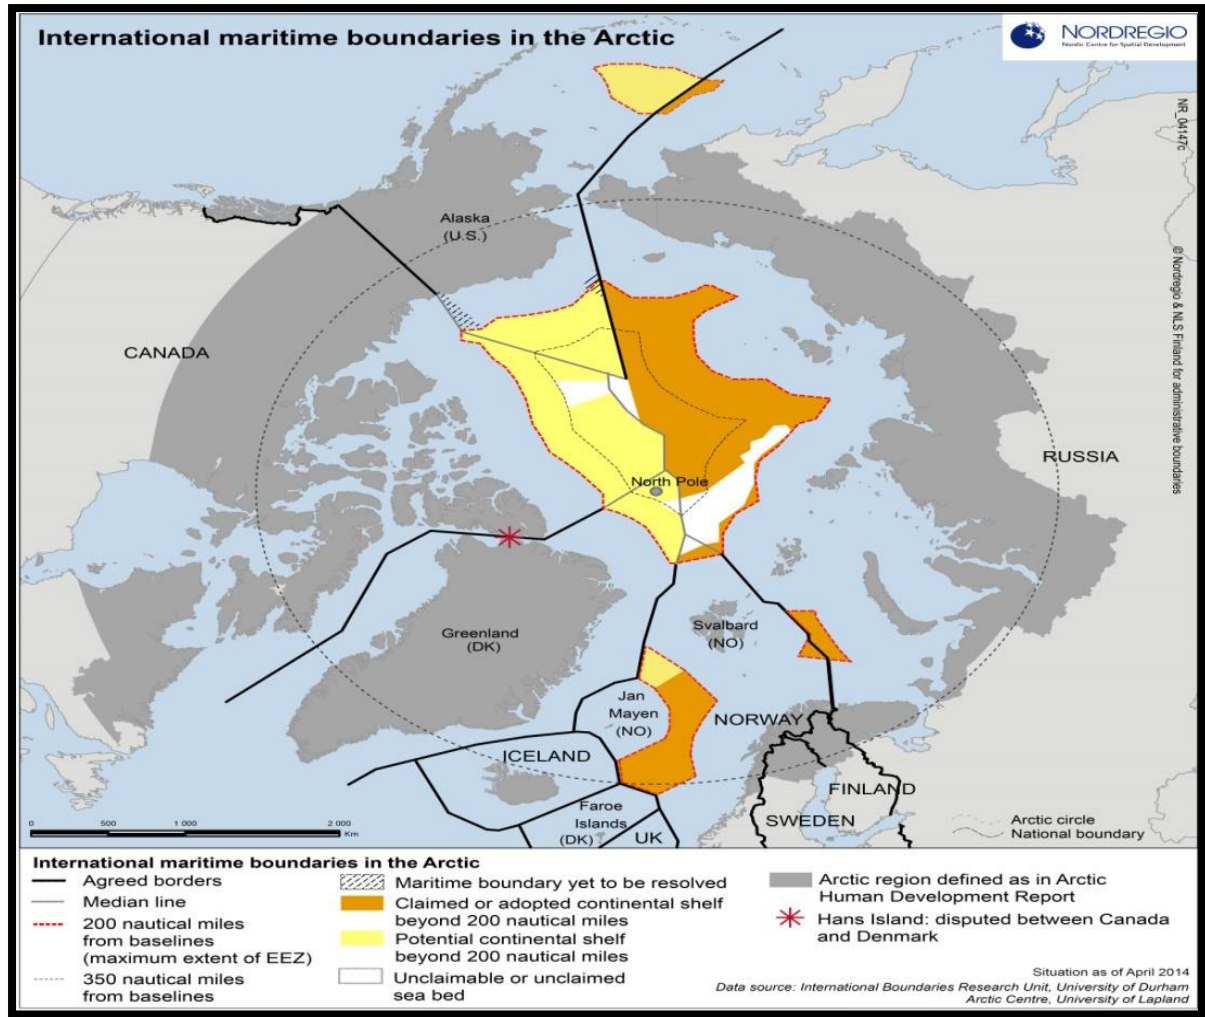 International maritime boundaries in the Arctic
NORDREGIO
Nordic Centre for Spatial Development
NR_04147c
© Nordregio & NLS Finland for administrative boundaries
Alaska
(U.S.)
CANADA
RUSSIA
North Pole
Greenland
(DK)
Svalbard
(NO)
Jan
Mayen
(NO)
NORWAY
ICELAND
FINLAND
Faroe
Islands
(DK)
UK
SWEDEN
0 500 1 000 2 000
Km
Arctic circle
National boundary
International maritime boundaries in the Arctic
Agreed borders
Median line
200 nautical miles
from baselines
(maximum extent of EEZ)
350 nautical miles
from baselines
Maritime boundary yet to be resolved
Claimed or adopted continental shelf
beyond 200 nautical miles
Potential continental shelf
beyond 200 nautical miles
Unclaimable or unclaimed
sea bed
Arctic region defined as in Arctic
Human Development Report
Hans Island: disputed between Canada
and Denmark
Situation as of April 2014
Data source: International Boundaries Research Unit, University of Durham
Arctic Centre, University of Lapland